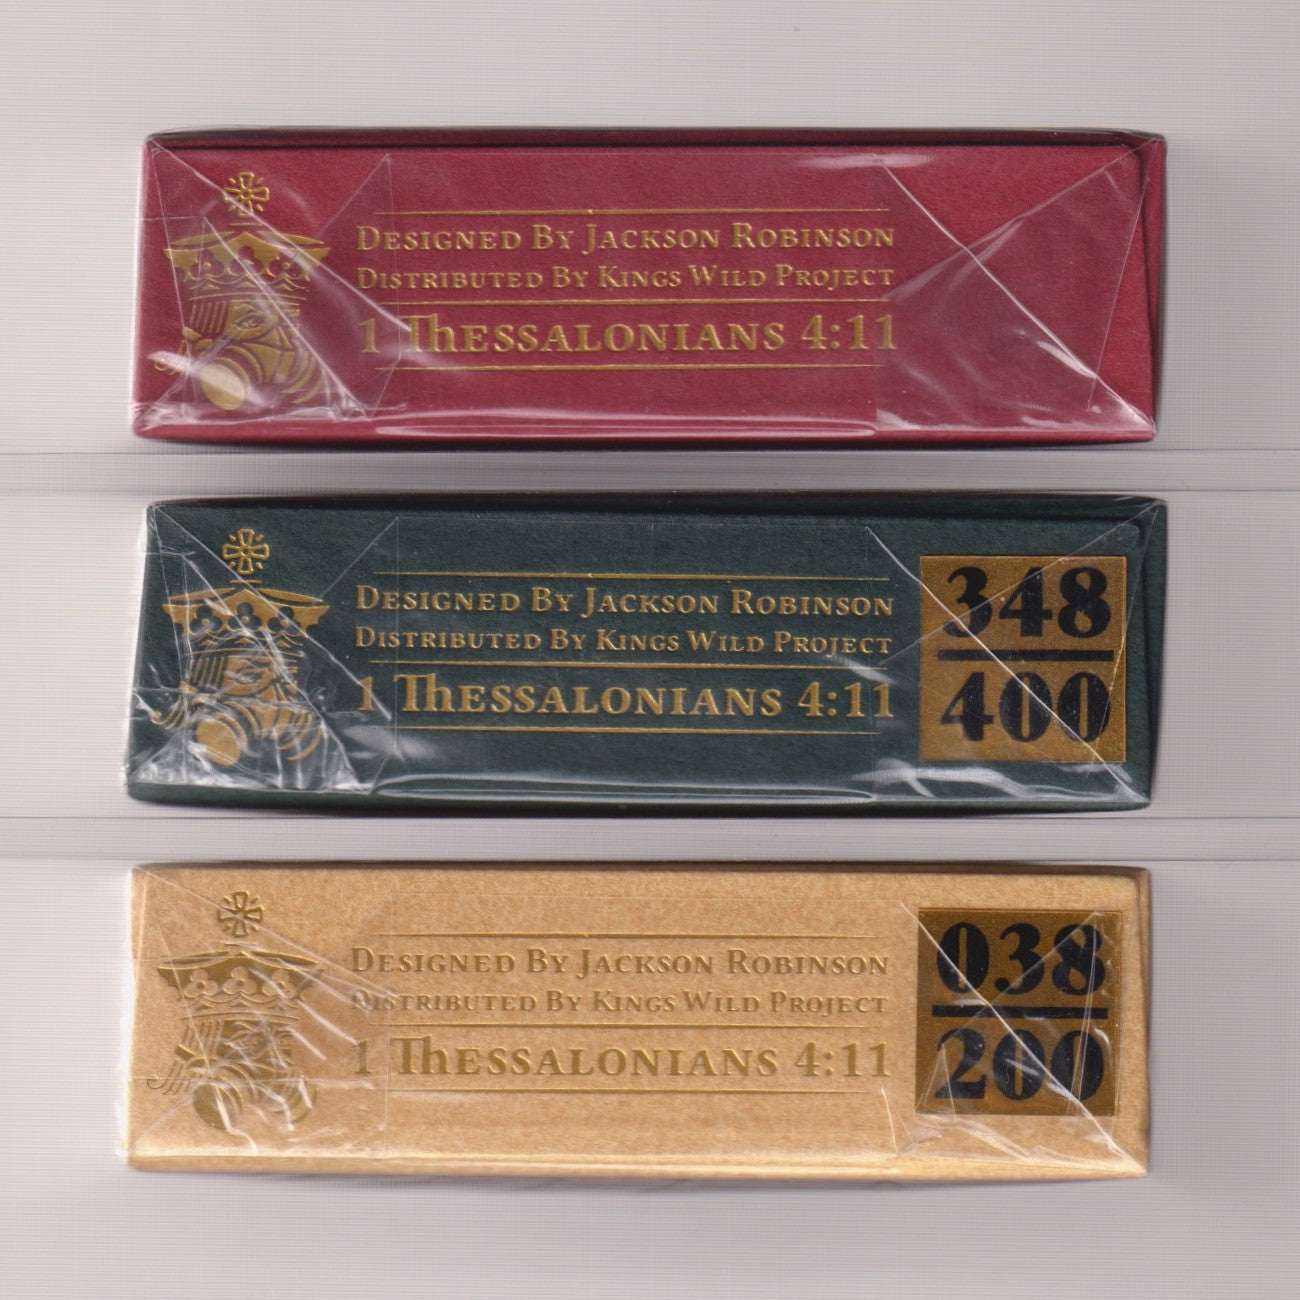 Designed By Jackson Robinson
Distributed By Kings Wild Project
1 Thessalonians 4:11
Designed By Jackson Robinson
Distributed By Kings Wild Project
1 Thessalonians 4:11
348
400
Designed By Jackson Robinson
Distributed By Kings Wild Project
1 Thessalonians 4:11
038
200